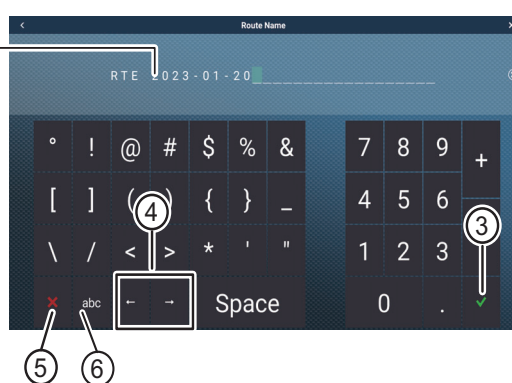 < Route Name ×
RTE 2023-01-20_______________
° ! @ # $ % & 7 8 9 +
[ ] ( ) { } _ 4 5 6
④ ③
\ / < > * ' " 1 2 3
× abc ← → Space 0 . ✓
⑤ ⑥